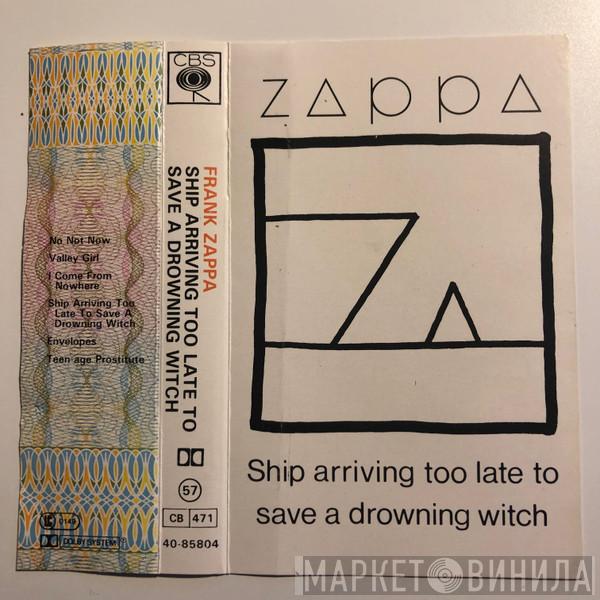 No Not Now
Valley Girl
I Come From
Nowhere
Ship Arriving Too
Late To Save A
Drowning Witch
Envelopes
Teen age Prostitute
0149
DOLBY SYSTEM
CBS
FRANK ZAPPA
SHIP ARRIVING TOO LATE TO
SAVE A DROWNING WITCH
57
CB 471
40-85804
ZAPPA
Ship arriving too late to
save a drowning witch
МАРКЕТ ВИНИЛА